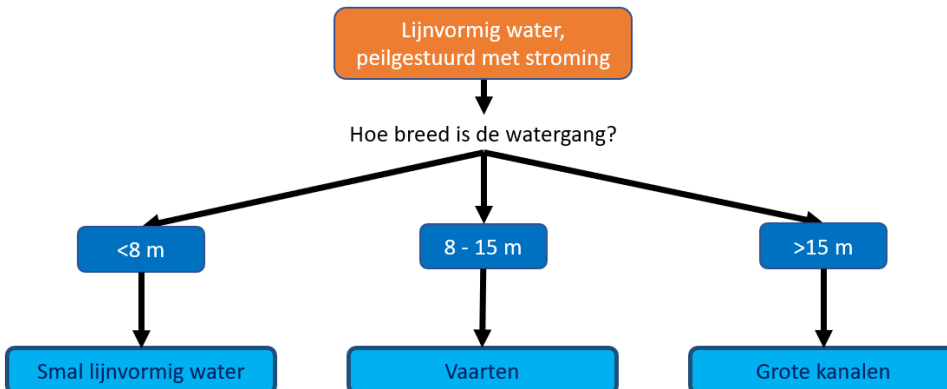 Lijnvormig water,
peilgestuurd met stroming
Hoe breed is de watergang?
<8 m
8 - 15 m
>15 m
Smal lijnvormig water
Vaarten
Grote kanalen